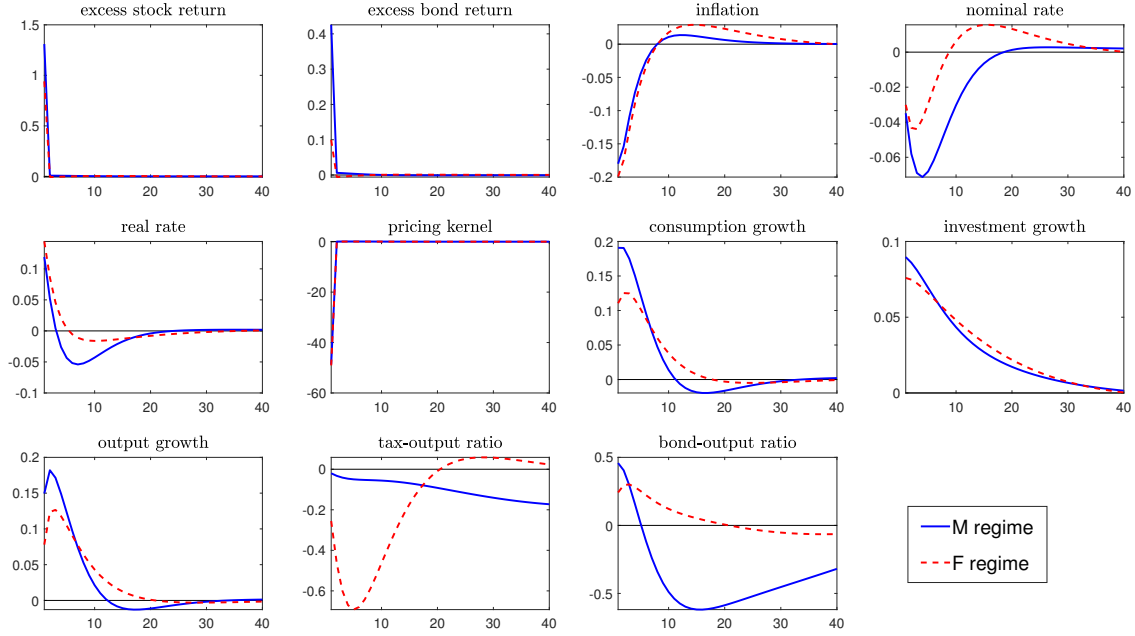 excess stock return
1.5
1
0.5
0
10 20 30 40
excess bond return
0.4
0.3
0.2
0.1
0
10 20 30 40
inflation
0
-0.05
-0.1
-0.15
-0.2
10 20 30 40
nominal rate
0
-0.02
-0.04
-0.06
10 20 30 40
real rate
0.1
0.05
0
-0.05
-0.1
10 20 30 40
pricing kernel
0
-20
-40
-60
10 20 30 40
consumption growth
0.2
0.15
0.1
0.05
0
10 20 30 40
investment growth
0.1
0.05
0
10 20 30 40
output growth
0.2
0.15
0.1
0.05
0
10 20 30 40
tax-output ratio
0
-0.2
-0.4
-0.6
10 20 30 40
bond-output ratio
0.5
0
-0.5
10 20 30 40
M regime
F regime